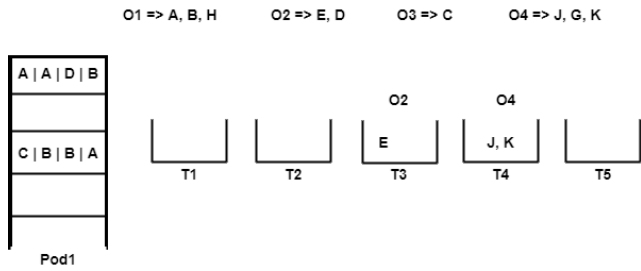 O1 => A, B, H O2 => E, D O3 => C O4 => J, G, K
A | A | D | B
O2 O4
C | B | B | A
E J, K
T1 T2 T3 T4 T5
Pod1